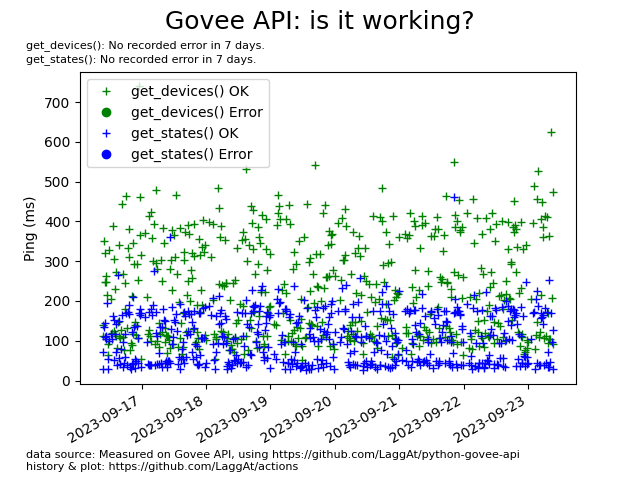 Govee API: is it working?
get_devices(): No recorded error in 7 days.
get_states(): No recorded error in 7 days.
get_devices() OK
get_devices() Error
get_states() OK
get_states() Error
Ping (ms)
700
600
500
400
300
200
100
0
2023-09-17
2023-09-18
2023-09-19
2023-09-20
2023-09-21
2023-09-22
2023-09-23
data source: Measured on Govee API, using https://github.com/LaggAt/python-govee-api
history & plot: https://github.com/LaggAt/actions